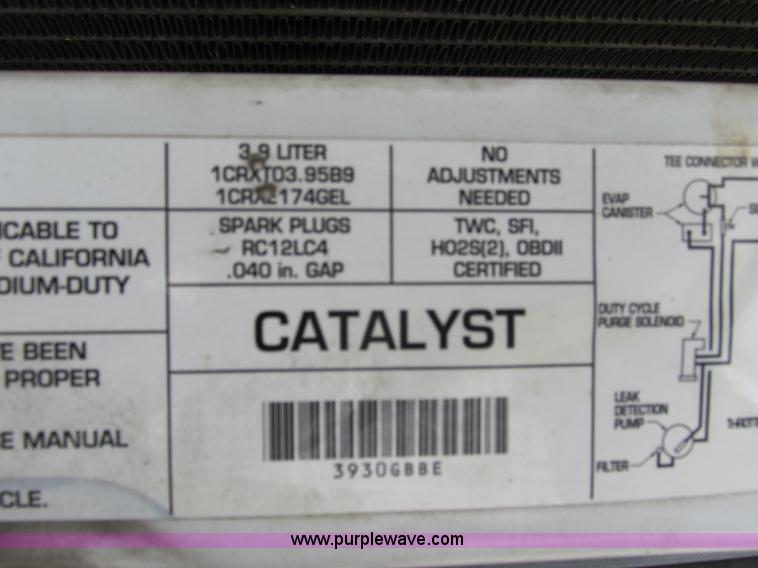 3.9 LITER
1CRXT03.95B9
1CRXE174GEL
NO
ADJUSTMENTS
NEEDED
SPARK PLUGS
RC12LC4
.040 in. GAP
TWC, SFI,
HO2S(2), OBDII
CERTIFIED
CATALYST
3930GBBE
ICABLE TO
CALIFORNIA
DIUM-DUTY
E BEEN
PROPER
E MANUAL
CLE.
TEE CONNECTOR W
EVAP
CANISTER
DUTY CYCLE
PURGE SOLENOID
LEAK
DETECTION
PUMP
FILTER
THROTT
www.purplewave.com